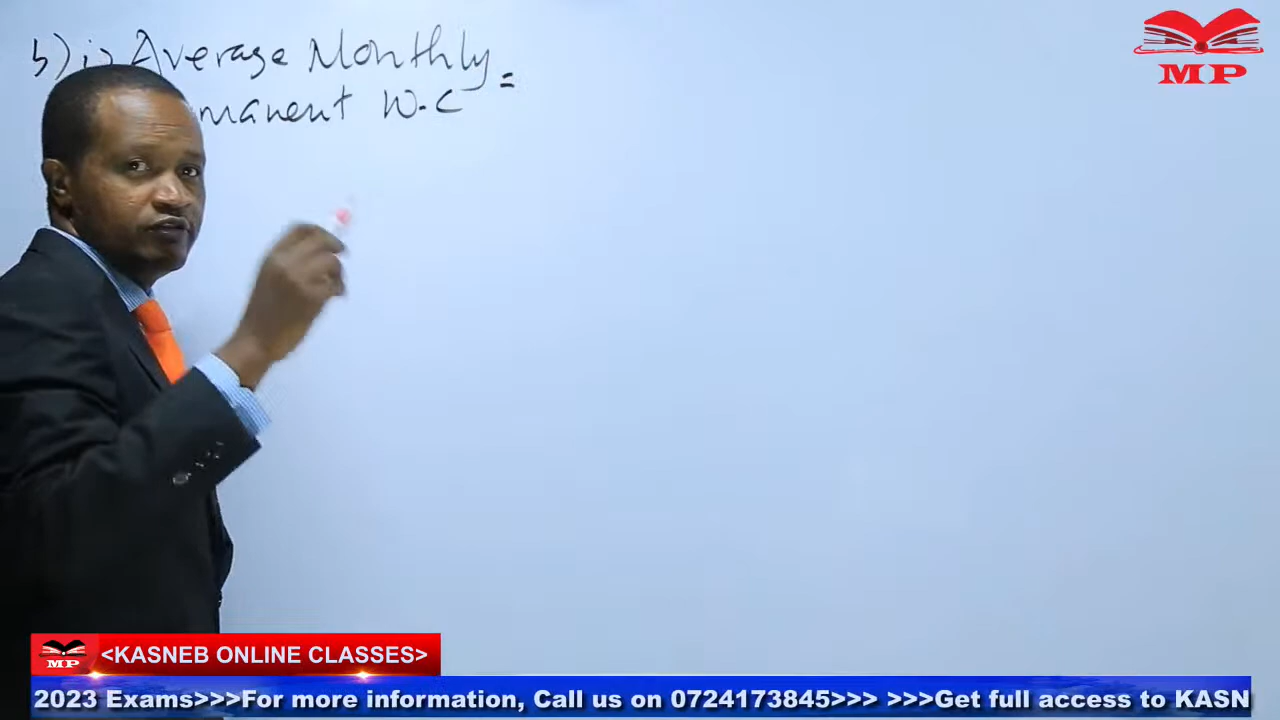 b) i) Average Monthly
manent W.C =
MP
MP
<KASNEB ONLINE CLASSES>
2023 Exams>>>For more information, Call us on 0724173845>>> >>>Get full access to KASN